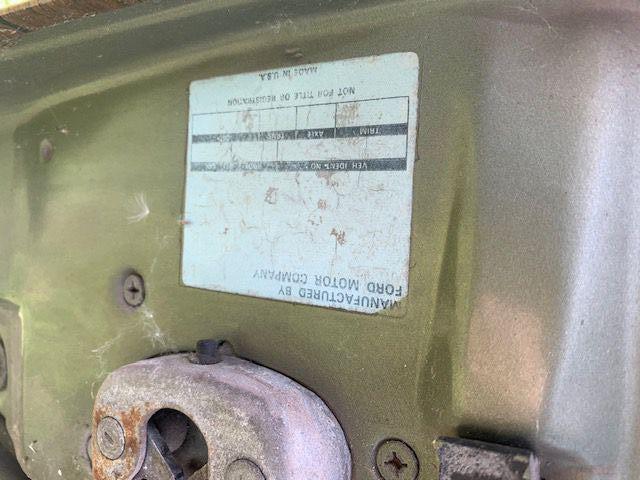 MANUFACTURED BY
FORD MOTOR COMPANY
VEH. IDENT. NO.
TRIM AXLE
NOT FOR TITLE OR REGISTRATION
MADE IN U.S.A.